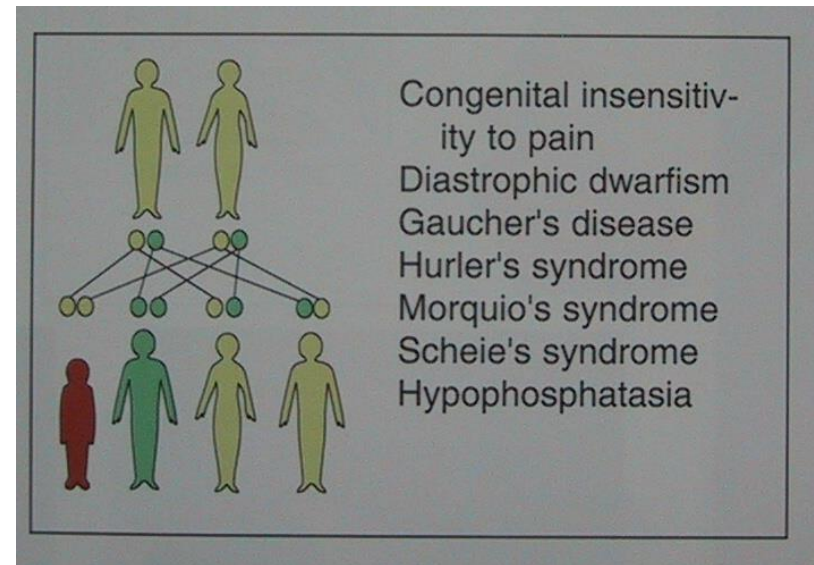 Congenital insensitiv-
ity to pain
Diastrophic dwarfism
Gaucher's disease
Hurler's syndrome
Morquio's syndrome
Scheie's syndrome
Hypophosphatasia